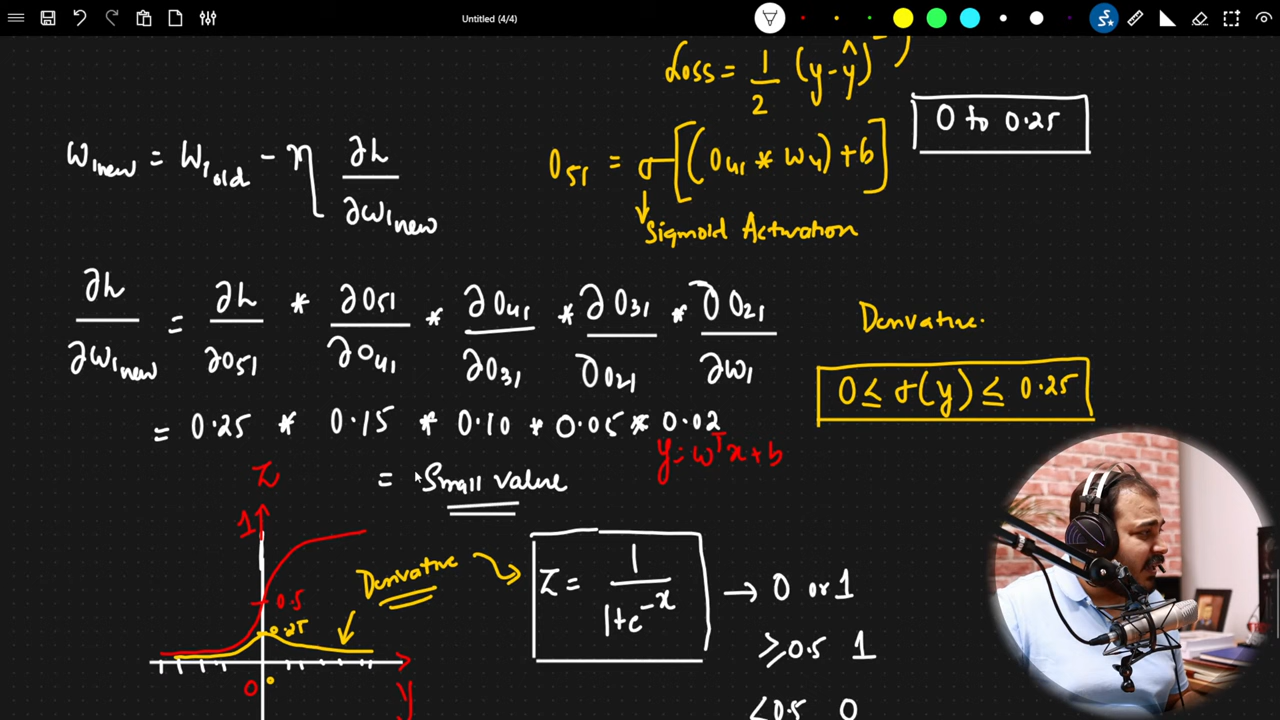 Untitled (4/4)
Loss = 1/2 (y-ŷ)²
0 to 0.25
W1new = W1old - η ∂L/∂W1new
O51 = σ[(O41 * W4) + b]
Sigmoid Activation
∂L/∂W1new = ∂L/∂O51 * ∂O51/∂O41 * ∂O41/∂O31 * ∂O31/∂O21 * ∂O21/∂W1
Derivative.
0 ≤ σ(y) ≤ 0.25
= 0.25 * 0.15 * 0.10 * 0.05 * 0.02
y = wᵀx + b
= Small value
Z
1
0.5
0.25
0
y
Derivative
Z = 1/(1+e^-x) → 0 or 1
≥0.5 1
<0.5 0